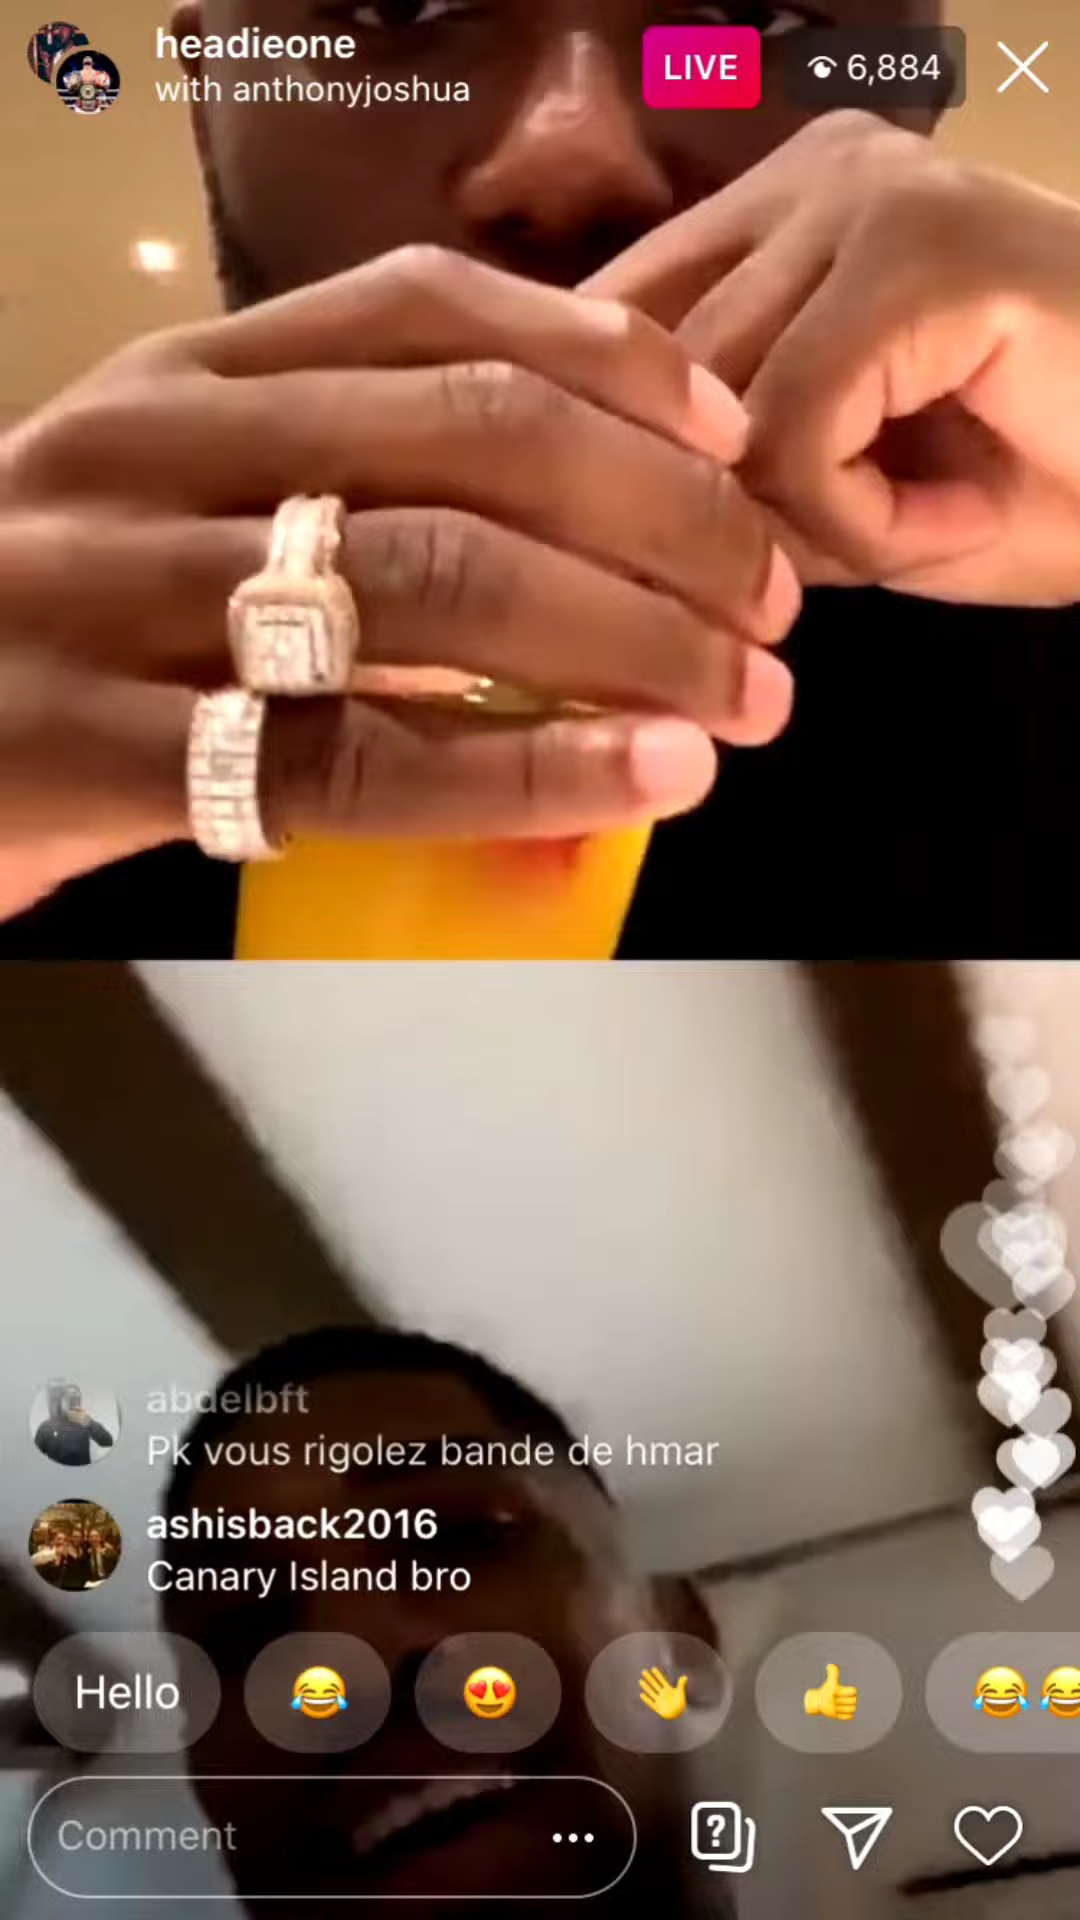 headieone
with anthonyjoshua
LIVE
6,884
abdelbft
Pk vous rigolez bande de hmar
ashisback2016
Canary Island bro
Hello
Comment